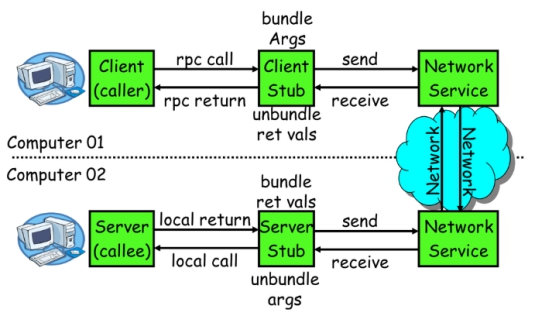 bundle
Args
Client
(caller)
rpc call
rpc return
Client
Stub
send
receive
Network
Service
unbundle
ret vals
Computer 01
Network
Network
Computer 02
bundle
ret vals
Server
(callee)
local return
local call
Server
Stub
send
receive
Network
Service
unbundle
args